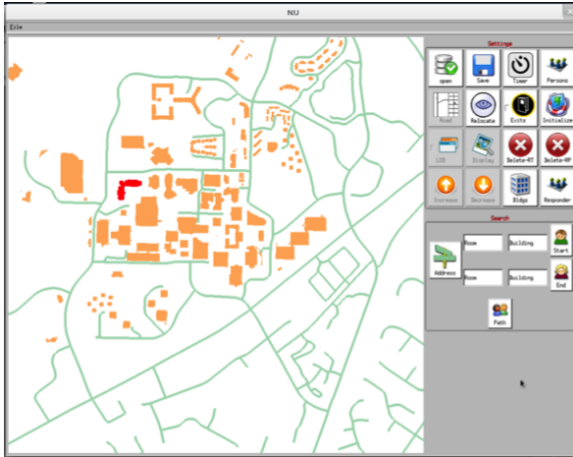 NIJ
File
Settings
open Save Timer Persons
Road Relocate Exits Initialize
LOD Display Delete-RT Delete-RP
Increase Decrease Bldgs Responder
Search
Room Building Start
Address
Room Building End
Path